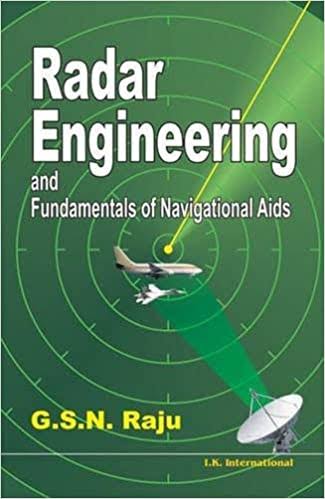 Radar
Engineering
and
Fundamentals of Navigational Aids
G.S.N. Raju
I.K. International